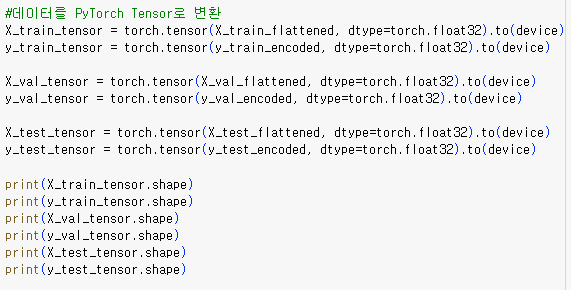 #데이터를 PyTorch Tensor로 변환
X_train_tensor = torch.tensor(X_train_flattened, dtype=torch.float32).to(device)
y_train_tensor = torch.tensor(y_train_encoded, dtype=torch.float32).to(device)
X_val_tensor = torch.tensor(X_val_flattened, dtype=torch.float32).to(device)
y_val_tensor = torch.tensor(y_val_encoded, dtype=torch.float32).to(device)
X_test_tensor = torch.tensor(X_test_flattened, dtype=torch.float32).to(device)
y_test_tensor = torch.tensor(y_test_encoded, dtype=torch.float32).to(device)
print(X_train_tensor.shape)
print(y_train_tensor.shape)
print(X_val_tensor.shape)
print(y_val_tensor.shape)
print(X_test_tensor.shape)
print(y_test_tensor.shape)